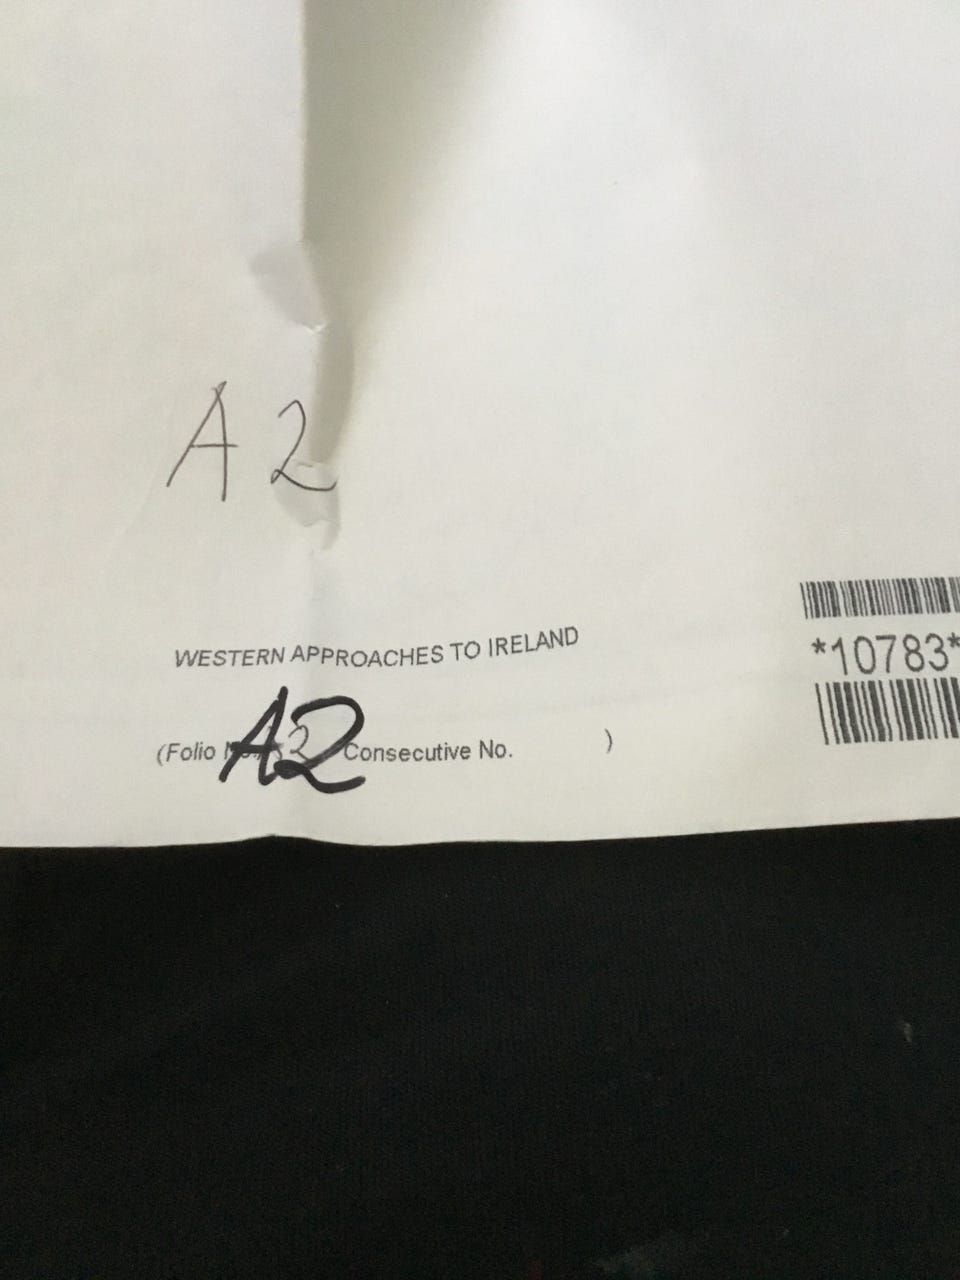 A2
WESTERN APPROACHES TO IRELAND
*10783*
(Folio A2 Consecutive No. )